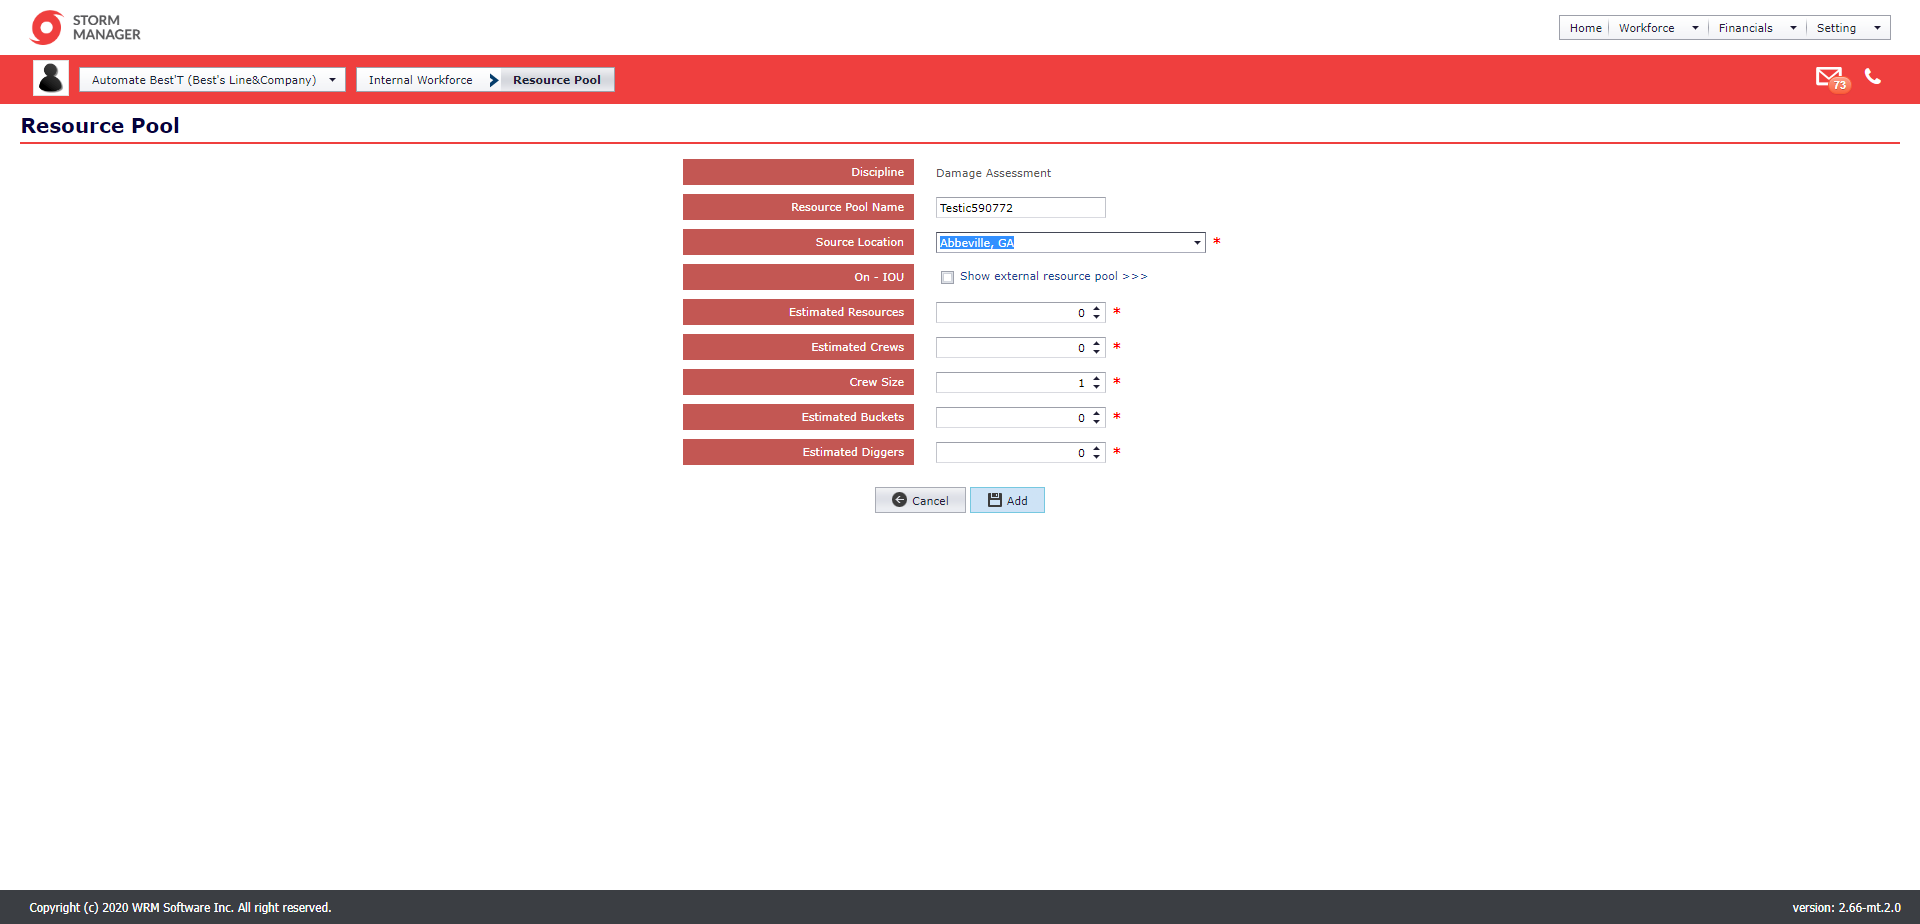 STORM
MANAGER
Home Workforce Financials Setting
Automate Best'T (Best's Line&Company) Internal Workforce Resource Pool 73
Resource Pool
Discipline Damage Assessment
Resource Pool Name Testic590772
Source Location Abbeville, GA *
On - IOU Show external resource pool >>>
Estimated Resources 0 *
Estimated Crews 0 *
Crew Size 1 *
Estimated Buckets 0 *
Estimated Diggers 0 *
Cancel Add
Copyright (c) 2020 WRM Software Inc. All right reserved. version: 2.66-mt.2.0